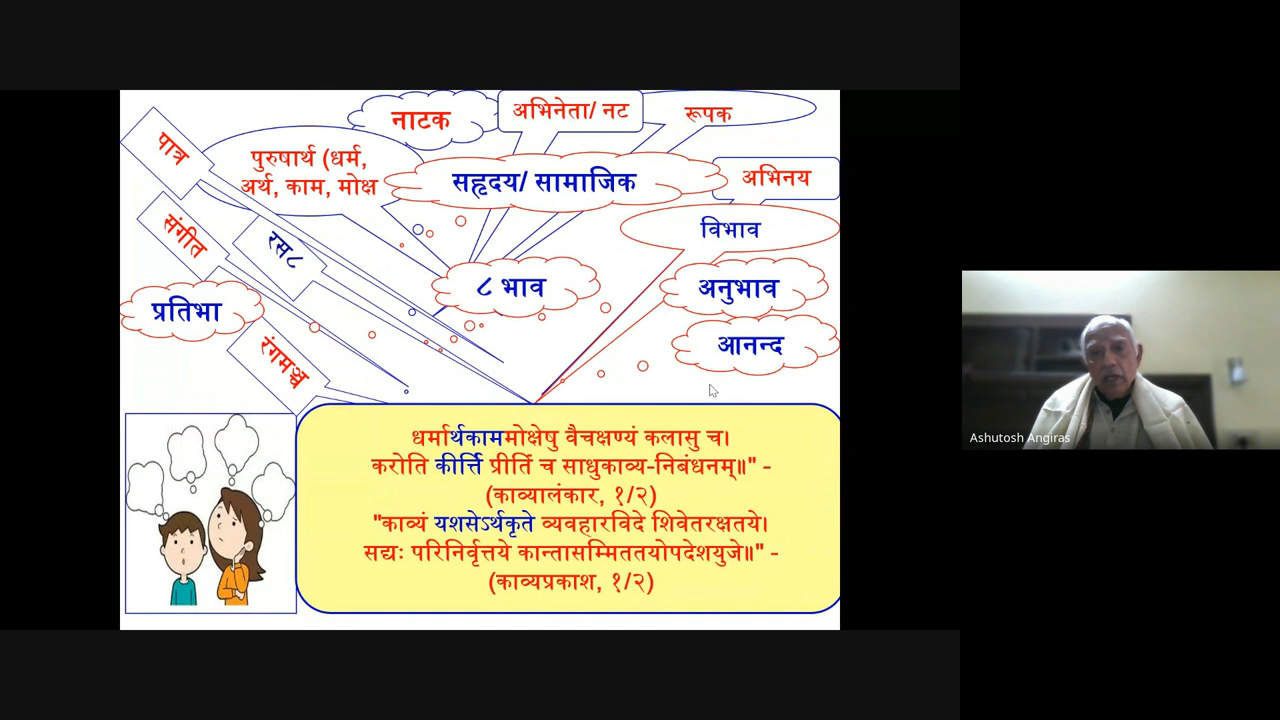 नाटक
अभिनेता/ नट
रूपक
पात्र
पुरुषार्थ (धर्म,
अर्थ, काम, मोक्ष
सहृदय/ सामाजिक
अभिनय
संगीत
रस८
विभाव
प्रतिभा
८ भाव
अनुभाव
रंगमञ्च
आनन्द
धर्मार्थकाममोक्षेषु वैचक्षण्यं कलासु च।
करोति कीर्त्ति प्रीतिं च साधुकाव्य-निबंधनम्॥" -
(काव्यालंकार, १/२)
"काव्यं यशसेऽर्थकृते व्यवहारविदे शिवेतरक्षतये।
सद्यः परिनिर्वृत्तये कान्तासम्मिततयोपदेशयुजे॥" -
(काव्यप्रकाश, १/२)
Ashutosh Angiras